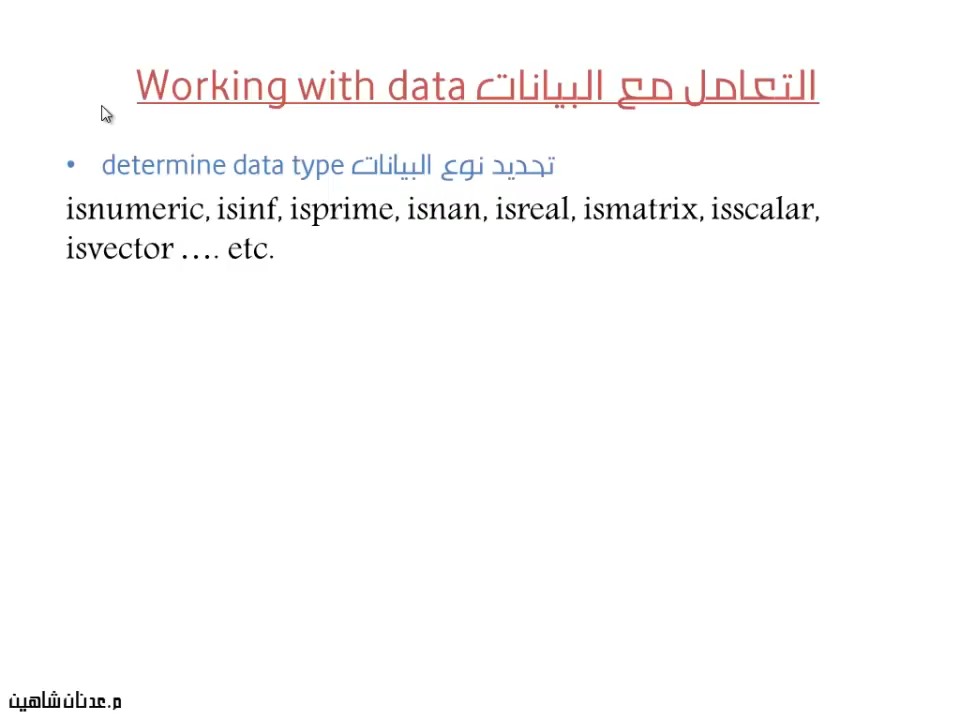 Working with data التعامل مع البيانات
• determine data type تحديد نوع البيانات
isnumeric, isinf, isprime, isnan, isreal, ismatrix, isscalar,
isvector …. etc.
م.عدنان شاهين